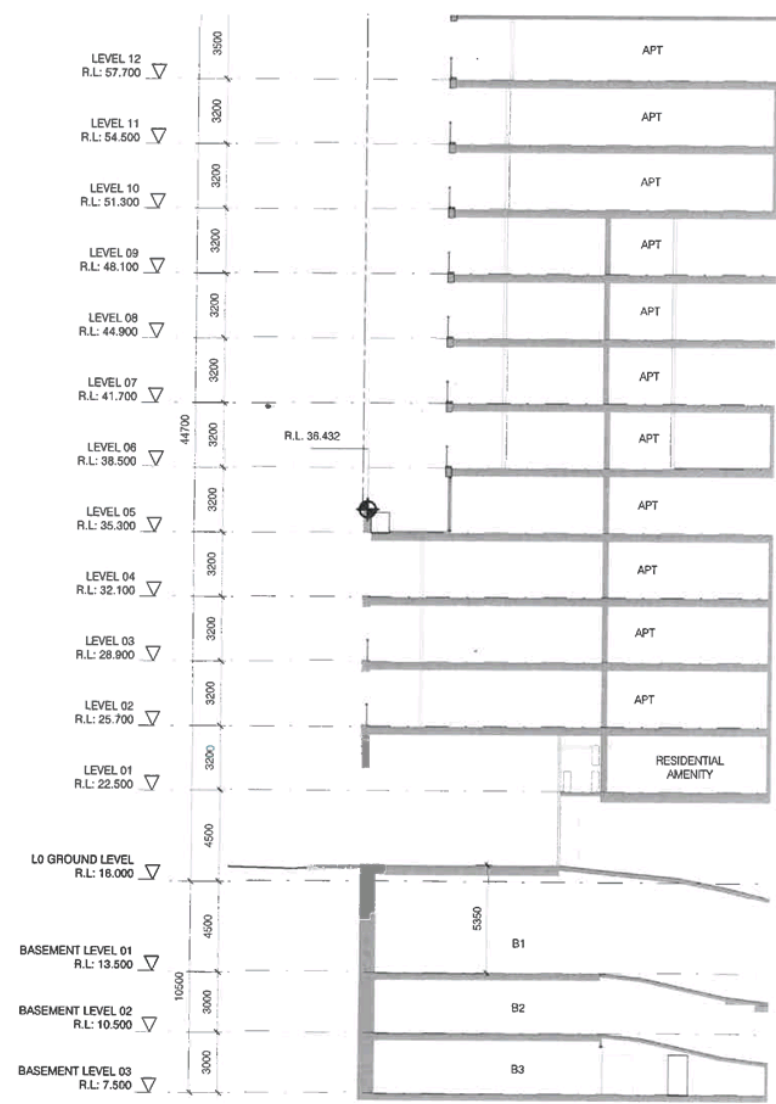 3500
LEVEL 12
R.L: 57.700
APT
3200
LEVEL 11
R.L: 54.500
APT
3200
LEVEL 10
R.L: 51.300
APT
3200
LEVEL 09
R.L: 48.100
APT
3200
LEVEL 08
R.L: 44.900
APT
3200
LEVEL 07
R.L: 41.700
APT
44700
3200
R.L. 36.432
LEVEL 06
R.L: 38.500
APT
3200
LEVEL 05
R.L: 35.300
APT
3200
LEVEL 04
R.L: 32.100
APT
3200
LEVEL 03
R.L: 28.900
APT
3200
LEVEL 02
R.L: 25.700
APT
3200
LEVEL 01
R.L: 22.500
RESIDENTIAL
AMENITY
4500
L0 GROUND LEVEL
R.L: 18.000
4500
5350
BASEMENT LEVEL 01
R.L: 13.500
B1
10500
3000
BASEMENT LEVEL 02
R.L: 10.500
B2
3000
BASEMENT LEVEL 03
R.L: 7.500
B3